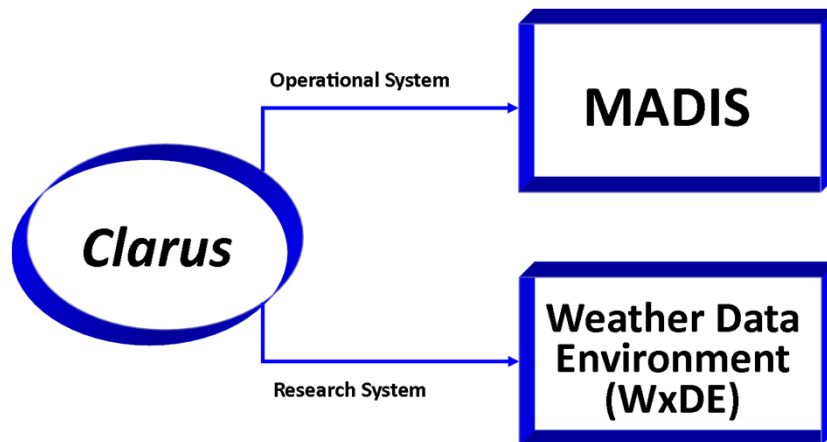 Operational System
MADIS
Clarus
Weather Data
Environment
(WxDE)
Research System